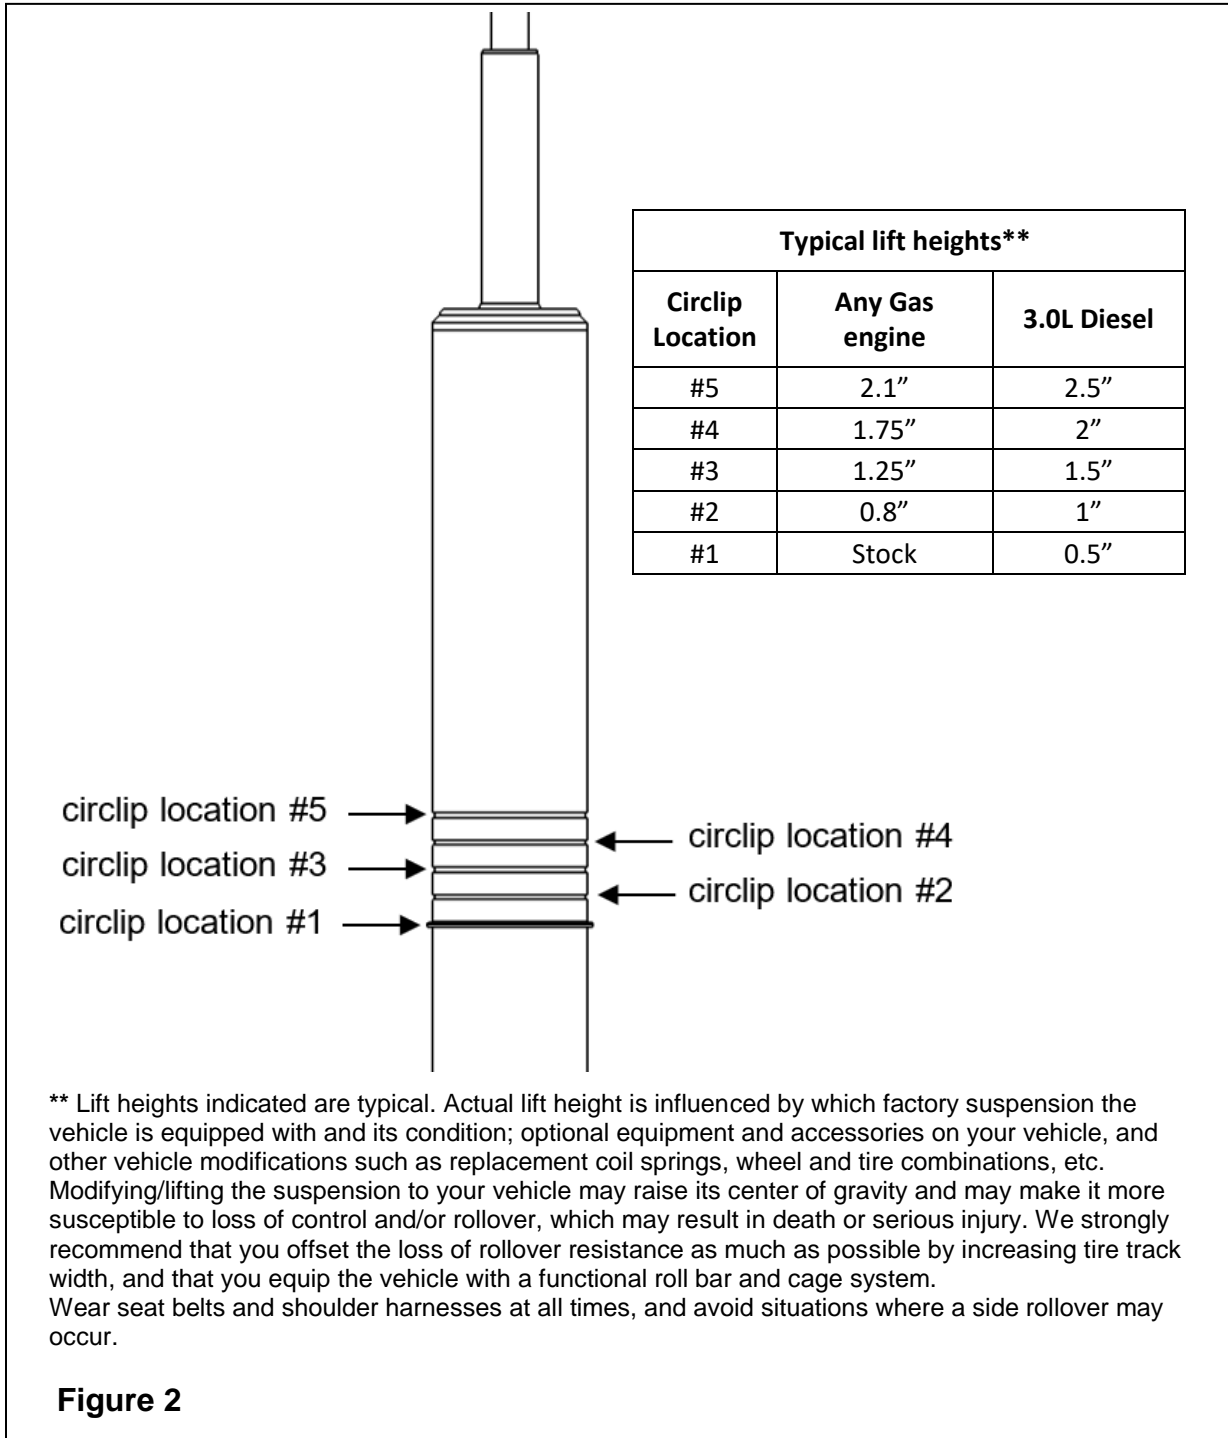 Typical lift heights**
Circlip Location Any Gas engine 3.0L Diesel
#5 2.1” 2.5”
#4 1.75” 2”
#3 1.25” 1.5”
#2 0.8” 1”
#1 Stock 0.5”
circlip location #5
circlip location #4
circlip location #3
circlip location #2
circlip location #1
** Lift heights indicated are typical. Actual lift height is influenced by which factory suspension the
vehicle is equipped with and its condition; optional equipment and accessories on your vehicle, and
other vehicle modifications such as replacement coil springs, wheel and tire combinations, etc.
Modifying/lifting the suspension to your vehicle may raise its center of gravity and may make it more
susceptible to loss of control and/or rollover, which may result in death or serious injury. We strongly
recommend that you offset the loss of rollover resistance as much as possible by increasing tire track
width, and that you equip the vehicle with a functional roll bar and cage system.
Wear seat belts and shoulder harnesses at all times, and avoid situations where a side rollover may
occur.
Figure 2